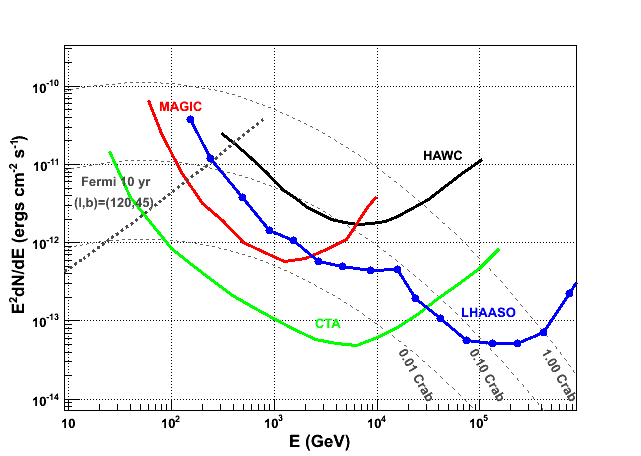 10⁻¹⁰
10⁻¹¹
10⁻¹²
10⁻¹³
10⁻¹⁴
E²dN/dE (ergs cm⁻² s⁻¹)
MAGIC
HAWC
Fermi 10 yr
(l,b)=(120,45)
CTA
LHAASO
0.01 Crab
0.10 Crab
1.00 Crab
10 10² 10³ 10⁴ 10⁵
E (GeV)